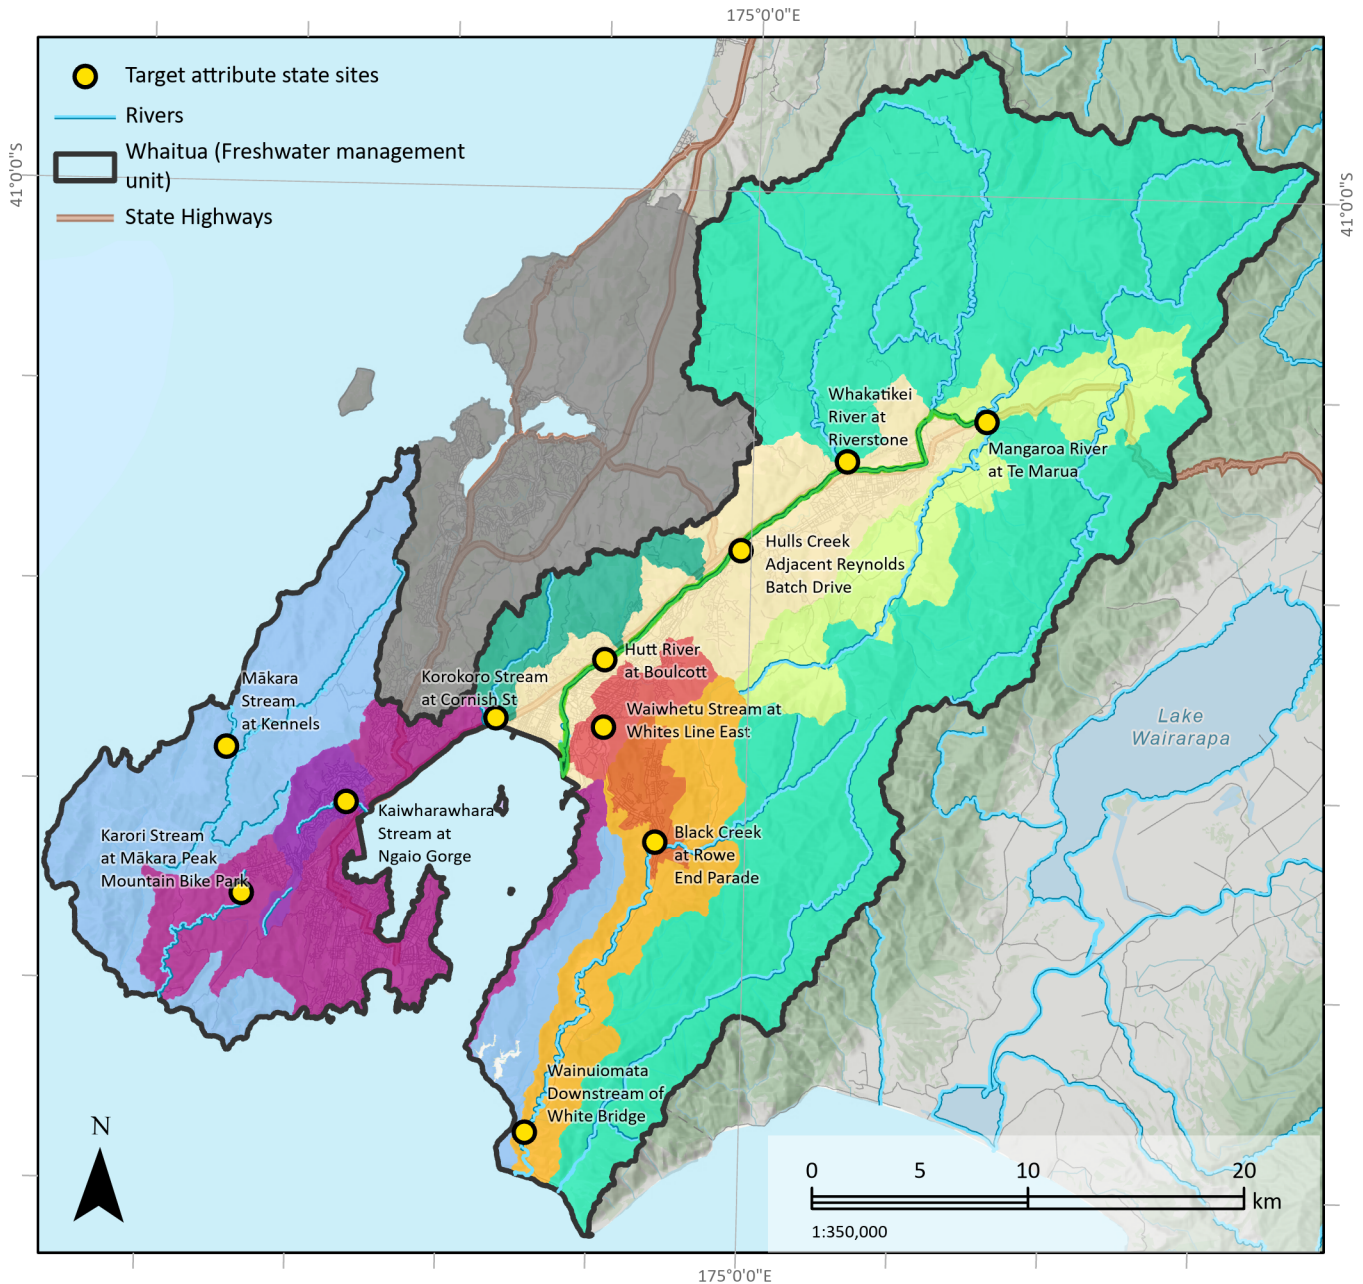 175°0'0"E
Target attribute state sites
Rivers
Whaitua (Freshwater management
unit)
State Highways
41°0'0"S
41°0'0"S
Whakatikei
River at
Riverstone
Mangaroa River
at Te Marua
Hulls Creek
Adjacent Reynolds
Batch Drive
Hutt River
at Boulcott
Korokoro Stream
at Cornish St
Mākara
Stream
at Kennels
Waiwhetu Stream at
Whites Line East
Lake
Wairarapa
Kaiwharawhara
Stream at
Ngaio Gorge
Karori Stream
at Mākara Peak
Mountain Bike Park
Black Creek
at Rowe
End Parade
Wainuiomata
Downstream of
White Bridge
N
0 5 10 20
km
1:350,000
175°0'0"E